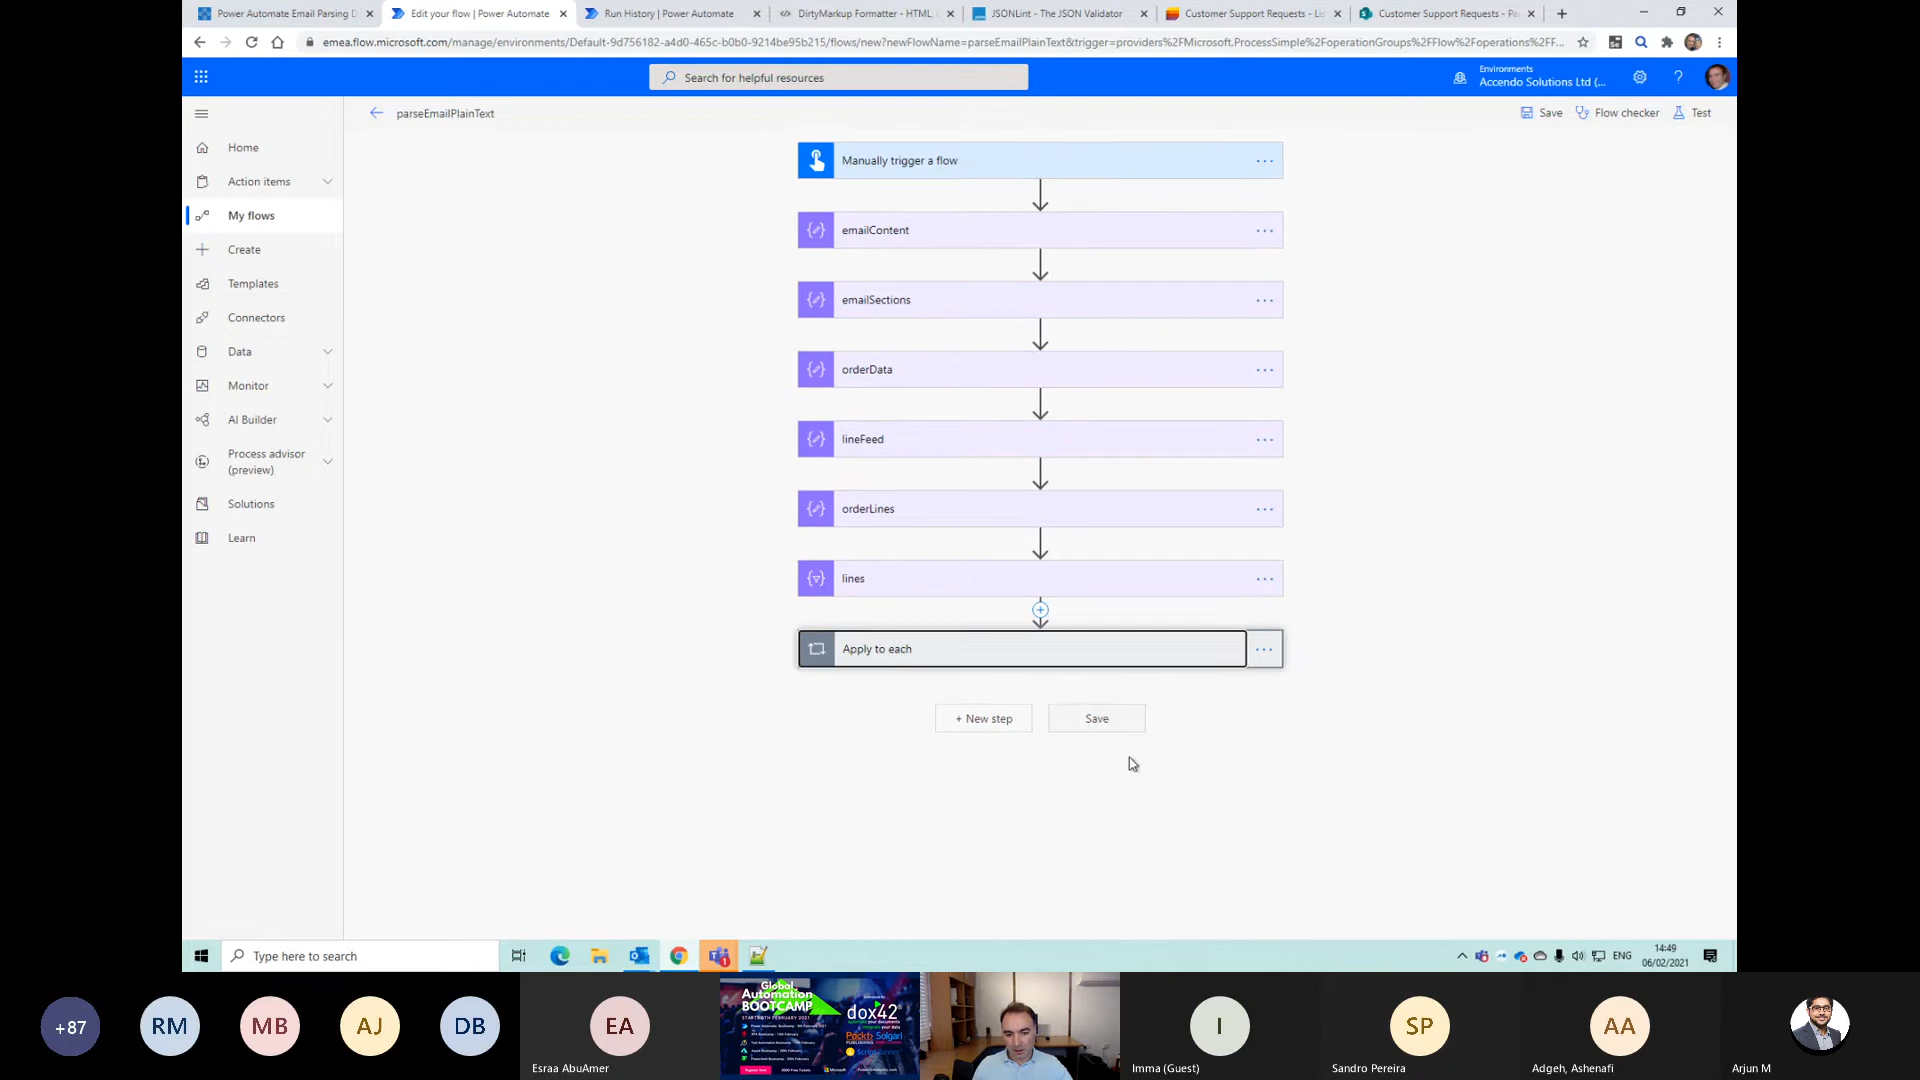 Power Automate Email Parsing D
Edit your flow | Power Automate
Run History | Power Automate
DirtyMarkup Formatter - HTML, 
JSONLint - The JSON Validator
Customer Support Requests - Li
Customer Support Requests - Pa
emea.flow.microsoft.com/manage/environments/Default-9d756182-a4d0-465c-b0b0-9214be95b215/flows/new?newFlowName=parseEmailPlainText&trigger=providers%2FMicrosoft.ProcessSimple%2FoperationGroups%2FFlow%2Foperations%2FF...
Search for helpful resources
Environments
Accendo Solutions Ltd (...
parseEmailPlainText
Save
Flow checker
Test
Home
Action items
My flows
Create
Templates
Connectors
Data
Monitor
AI Builder
Process advisor
(preview)
Solutions
Learn
Manually trigger a flow
emailContent
emailSections
orderData
lineFeed
orderLines
lines
Apply to each
+ New step
Save
Type here to search
ENG
14:49
06/02/2021
+87
RM
MB
AJ
DB
EA
Esraa AbuAmer
Global
Automation
BOOTCAMP
dox42
I
Imma (Guest)
SP
Sandro Pereira
AA
Adgeh, Ashenafi
Arjun M